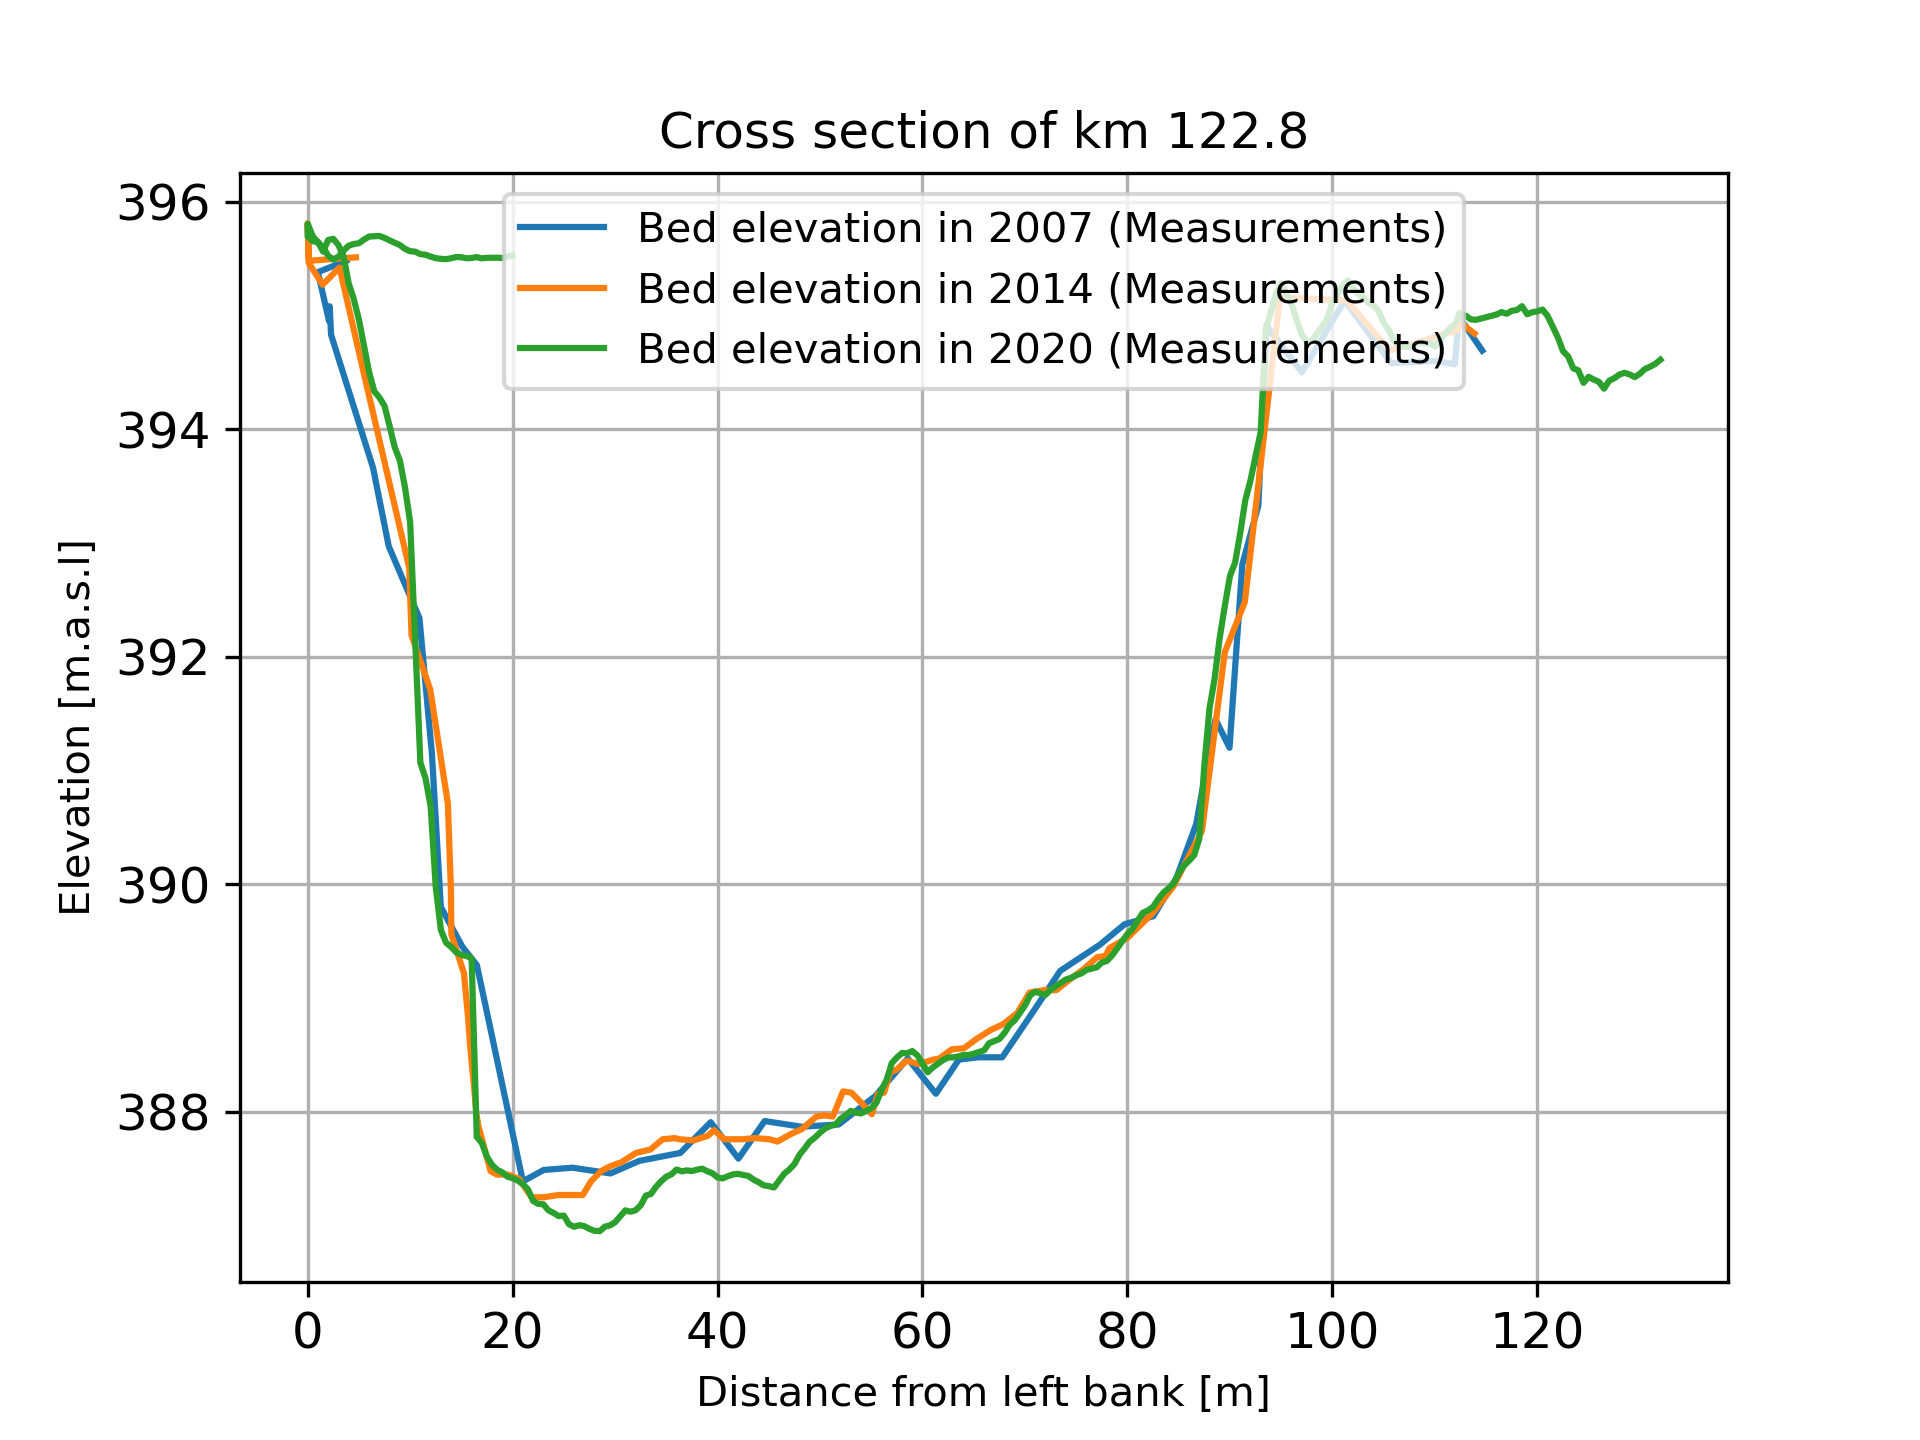 Cross section of km 122.8
Bed elevation in 2007 (Measurements)
Bed elevation in 2014 (Measurements)
Bed elevation in 2020 (Measurements)
396
394
392
390
388
Elevation [m.a.s.l]
0 20 40 60 80 100 120
Distance from left bank [m]